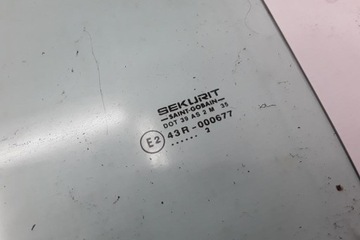 SEKURIT
SAINT-GOBAIN
DOT 39 AS 2 M 35
E2 43R-000677
...... 2